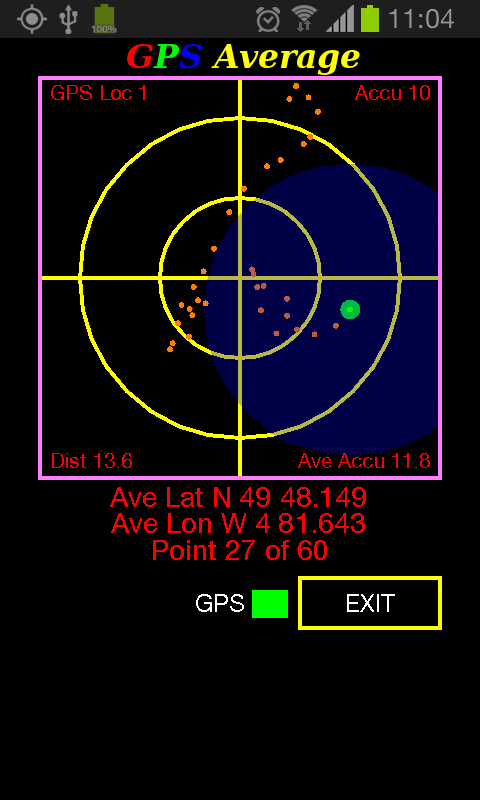 100%
11:04
GPS Average
GPS Loc 1
Accu 10
Dist 13.6
Ave Accu 11.8
Ave Lat N 49 48.149
Ave Lon W 4 81.643
Point 27 of 60
GPS
EXIT